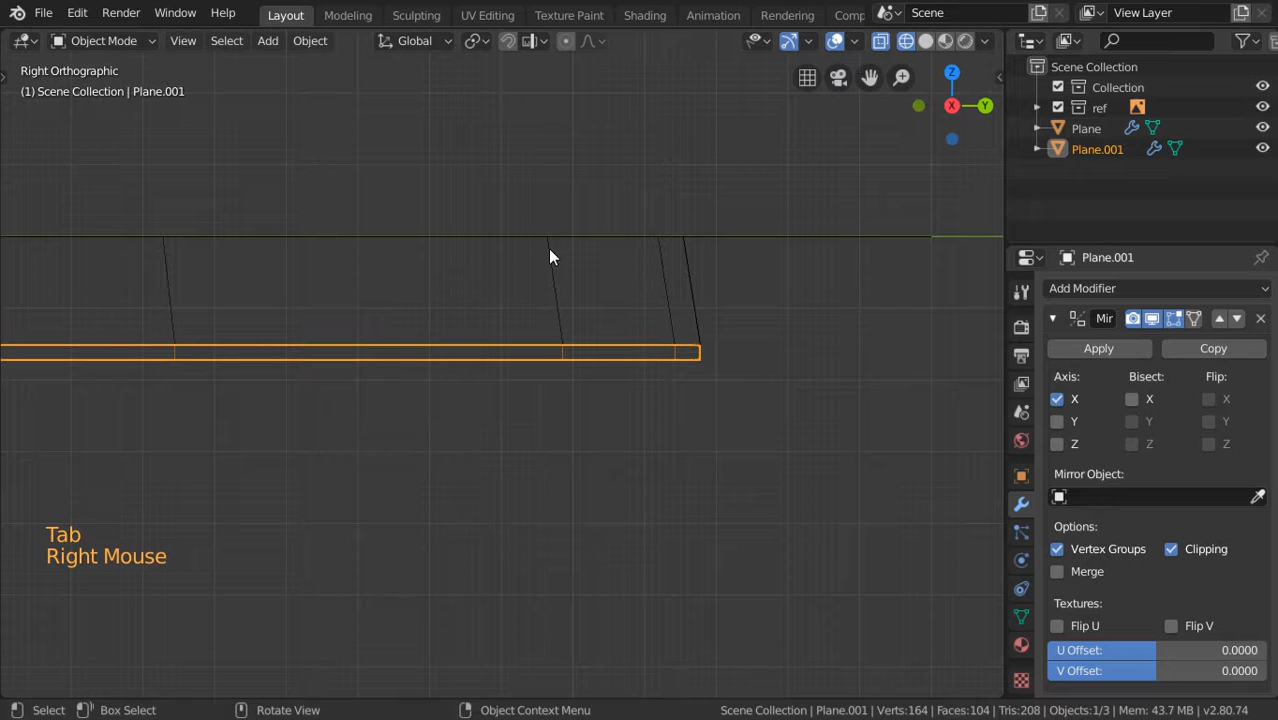 File Edit Render Window Help Layout Modeling Sculpting UV Editing Texture Paint Shading Animation Rendering Comp Scene View Layer
Object Mode View Select Add Object Global
Right Orthographic
(1) Scene Collection | Plane.001
Z
X
Y
Scene Collection
Collection
ref
Plane
Plane.001
Plane.001
Add Modifier
Mir
Apply Copy
Axis: Bisect: Flip:
X X X
Y Y Y
Z Z Z
Mirror Object:
Options:
Vertex Groups Clipping
Merge
Textures:
Flip U Flip V
U Offset: 0.0000
V Offset: 0.0000
Tab
Right Mouse
Select Box Select Rotate View Object Context Menu Scene Collection | Plane.001 | Verts:164 | Faces:104 | Tris:208 | Objects:1/3 | Mem: 43.7 MB | v2.80.74